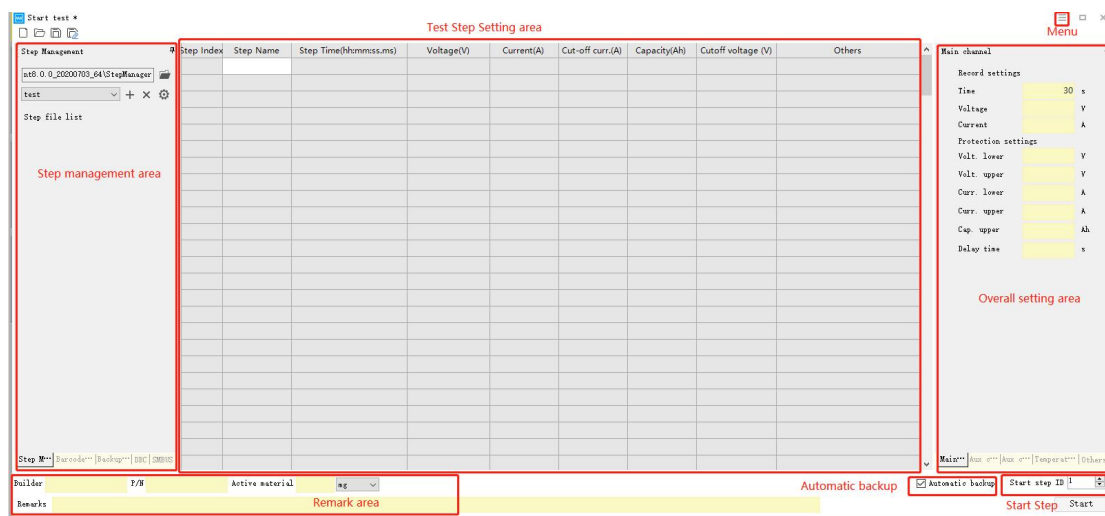 Start test *
Test Step Setting area
Menu
Step Management
nt8.0.0_20200703_64\StepManager
test
Step file list
Step management area
Step Index Step Name Step Time(hh:mm:ss.ms) Voltage(V) Current(A) Cut-off curr.(A) Capacity(Ah) Cutoff voltage (V) Others
Main channel
Record settings
Time 30 s
Voltage V
Current A
Protection settings
Volt. lower V
Volt. upper V
Curr. lower A
Curr. upper A
Cap. upper Ah
Delay time s
Overall setting area
Step M··· Barcode··· Backup··· DBC SMBUS
Main··· Aux c··· Aux c··· Temperat··· Others
Builder P/N Active material mg
Automatic backup
Automatic backup
Start step ID 1
Remarks
Remark area
Start Step
Start